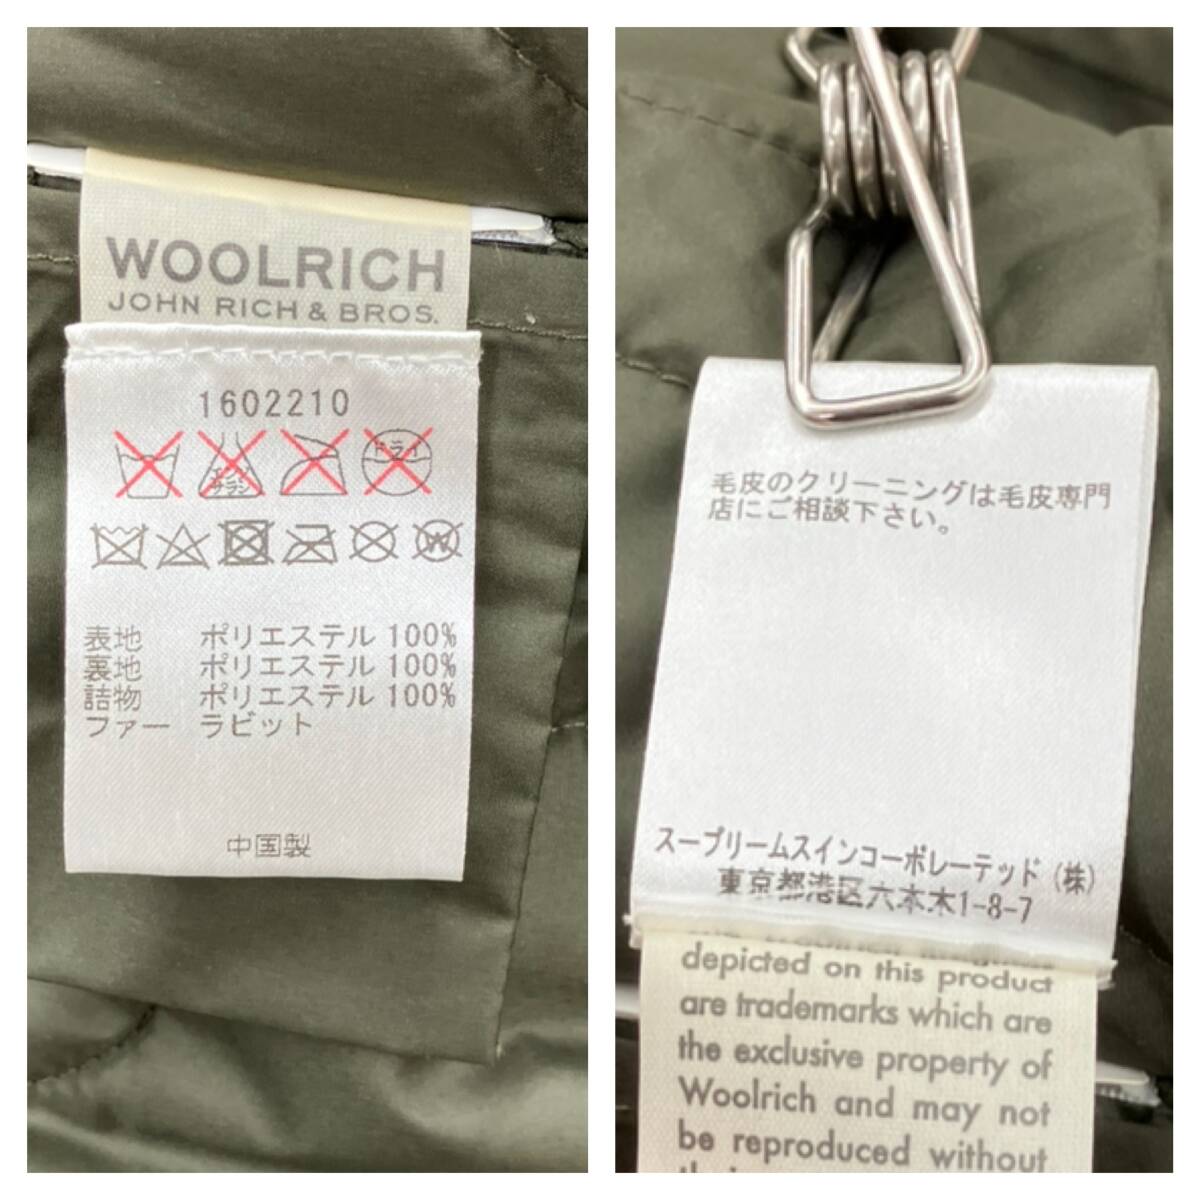 WOOLRICH
JOHN RICH & BROS.
1602210
エンソ サラシ ドライ
W
表地 ポリエステル 100%
裏地 ポリエステル 100%
詰物 ポリエステル 100%
ファー ラビット
中国製
毛皮のクリーニングは毛皮専門
店にご相談下さい。
スープリームスインコーポレーテッド (株)
東京都港区六本木1-8-7
depicted on this product
are trademarks which are
the exclusive property of
Woolrich and may not
be reproduced without